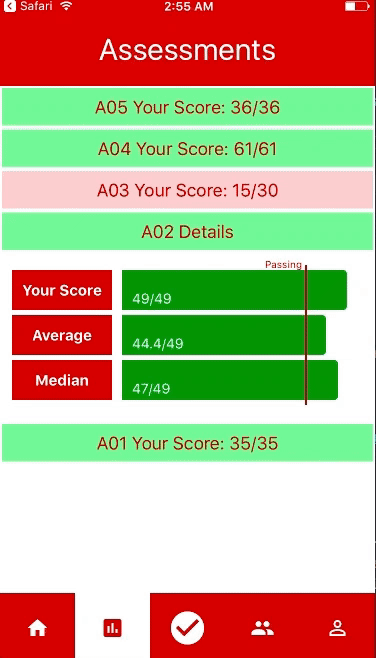 Safari 2:55 AM
Assessments
A05 Your Score: 36/36
A04 Your Score: 61/61
A03 Your Score: 15/30
A02 Details
Passing
Your Score 49/49
Average 44.4/49
Median 47/49
A01 Your Score: 35/35